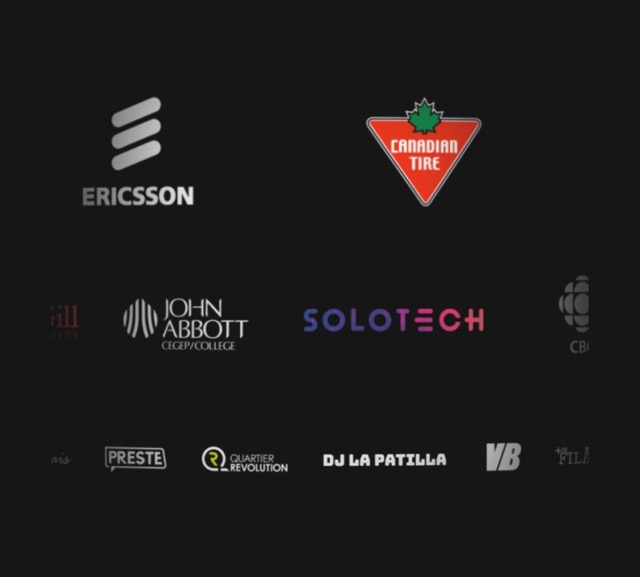 ERICSSON
CANADIAN
TIRE
JOHN
ABBOTT
CEGEP/COLLEGE
SOLOTECH
PRESTE
QUARTIER
REVOLUTION
DJ LA PATILLA
VB